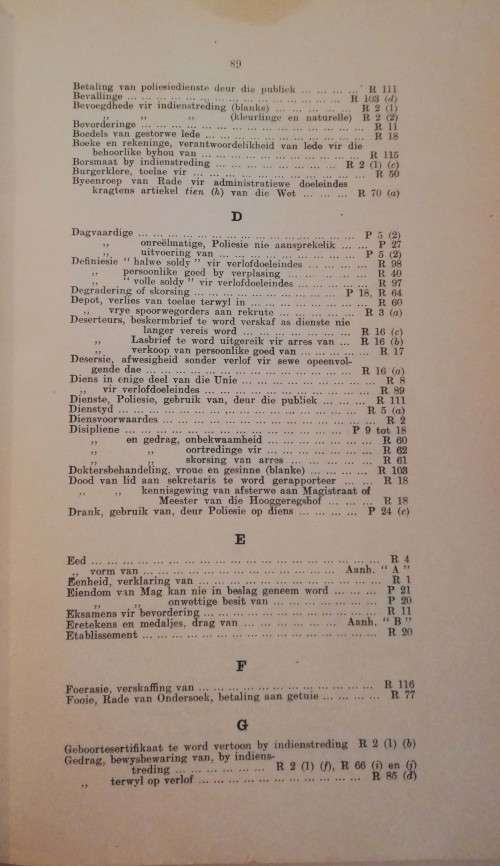 89
Betaling van poliesiedienste deur die publiek ... ... ... ... R 111
Bevallinge ... ... ... ... ... ... ... ... ... ... ... R 103 (d)
Bevoegdhede vir indienstreding (blanke) ... ... ... ... R 2 (1)
,, ,, ,, (kleurlinge en naturelle) R 2 (2)
Bevorderinge ... ... ... ... ... ... ... ... ... ... ... R 11
Boedels van gestorwe lede ... ... ... ... ... ... ... ... R 18
Boeke en rekeninge, verantwoordelikheid van lede vir die
behoorlike byhou van ... ... ... ... ... ... ... ... R 115
Borsmaat by indienstreding ... ... ... ... ... ... R 2 (1) (c)
Burgerklere, toelae vir ... ... ... ... ... ... ... ... ... R 50
Byeenroep van Rade vir administratiewe doeleindes
kragtens artiekel tien (h) van die Wet ... ... ... R 70 (a)
D
Dagvaardige ... ... ... ... ... ... ... ... ... ... ... P 5 (2)
,, onreëlmatige, Poliesie nie aansprekelik ... ... P 27
,, uitvoering van ... ... ... ... ... ... ... P 5 (2)
Definiesie " halwe soldy " vir verlofdoeleindes ... ... ... R 98
,, persoonlike goed by verplasing ... ... ... ... R 40
,, " volle soldy " vir verlofdoeleindes ... ... ... R 97
Degradering of skorsing ... ... ... ... ... ... ... P 18, R 64
Depot, verlies van toelae terwyl in ... ... ... ... ... ... R 60
,, vrye spoorwegorders aan rekrute ... ... ... ... R 3 (a)
Deserteurs, beskermbrief te word verskaf as dienste nie
langer vereis word ... ... ... ... ... ... R 16 (c)
,, Lasbrief te word uitgereik vir arres van ... R 16 (b)
,, verkoop van persoonlike goed van ... ... ... R 17
Desersie, afwesigheid sonder verlof vir sewe opeenvol-
gende dae ... ... ... ... ... ... ... ... ... R 16 (a)
Diens in enige deel van die Unie ... ... ... ... ... ... R 8
,, vir verlofdoeleindes ... ... ... ... ... ... ... ... R 89
Dienste, Poliesie, gebruik van, deur die publiek ... ... ... R 111
Dienstyd ... ... ... ... ... ... ... ... ... ... ... R 5 (a)
Diensvoorwaardes ... ... ... ... ... ... ... ... ... ... R 2
Disipliene ... ... ... ... ... ... ... ... ... ... P 9 tot 18
,, en gedrag, onbekwaamheid ... ... ... ... ... R 60
,, ,, oortredinge vir ... ... ... ... ... R 62
,, ,, skorsing van arres ... ... ... ... R 61
Doktersbehandeling, vroue en gesinne (blanke) ... ... ... R 103
Dood van lid aan sekretaris te word gerapporteer ... ... R 18
,, ,, kennisgewing van afsterwe aan Magistraat of
Meester van die Hooggeregshof ... ... ... R 18
Drank, gebruik van, deur Poliesie op diens ... ... ... P 24 (c)
E
Eed ... ... ... ... ... ... ... ... ... ... ... ... ... R 4
,, vorm van ... ... ... ... ... ... ... ... ... Aanh. " A "
Eenheid, verklaring van ... ... ... ... ... ... ... ... ... R 1
Eiendom van Mag kan nie in beslag geneem word ... ... P 21
,, ,, onwettige besit van ... ... ... ... ... P 20
Eksamens vir bevordering ... ... ... ... ... ... ... ... R 11
Eretekens en medaljes, drag van ... ... ... ... Aanh. " B "
Etablissement ... ... ... ... ... ... ... ... ... ... ... R 20
F
Foerasie, verskaffing van ... ... ... ... ... ... ... ... R 116
Fooie, Rade van Ondersoek, betaling aan getuie ... ... ... R 77
G
Geboortesertifikaat te word vertoon by indienstreding R 2 (1) (b)
Gedrag, bewysbewaring van, by indiens-
treding ... ... ... ... ... R 2 (1) (f), R 66 (i) en (j)
,, terwyl op verlof ... ... ... ... ... ... ... ... R 85 (d)